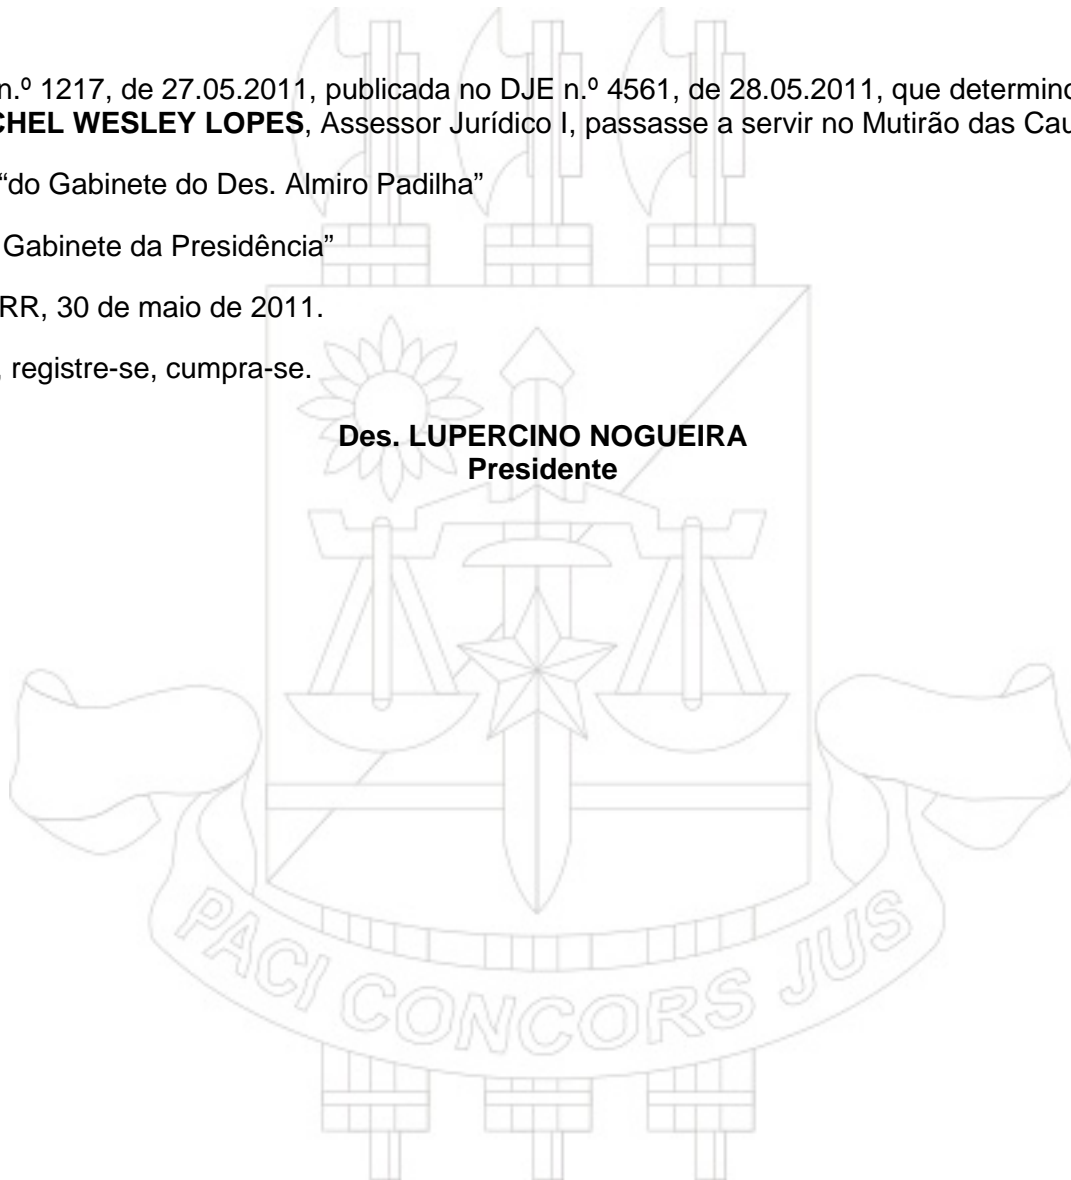 n.º 1217, de 27.05.2011, publicada no DJE n.º 4561, de 28.05.2011, que determino
CHEL WESLEY LOPES, Assessor Jurídico I, passasse a servir no Mutirão das Cau
“do Gabinete do Des. Almiro Padilha”
Gabinete da Presidência”
RR, 30 de maio de 2011.
, registre-se, cumpra-se.
Des. LUPERCINO NOGUEIRA
Presidente
PACI CONCORS JUS